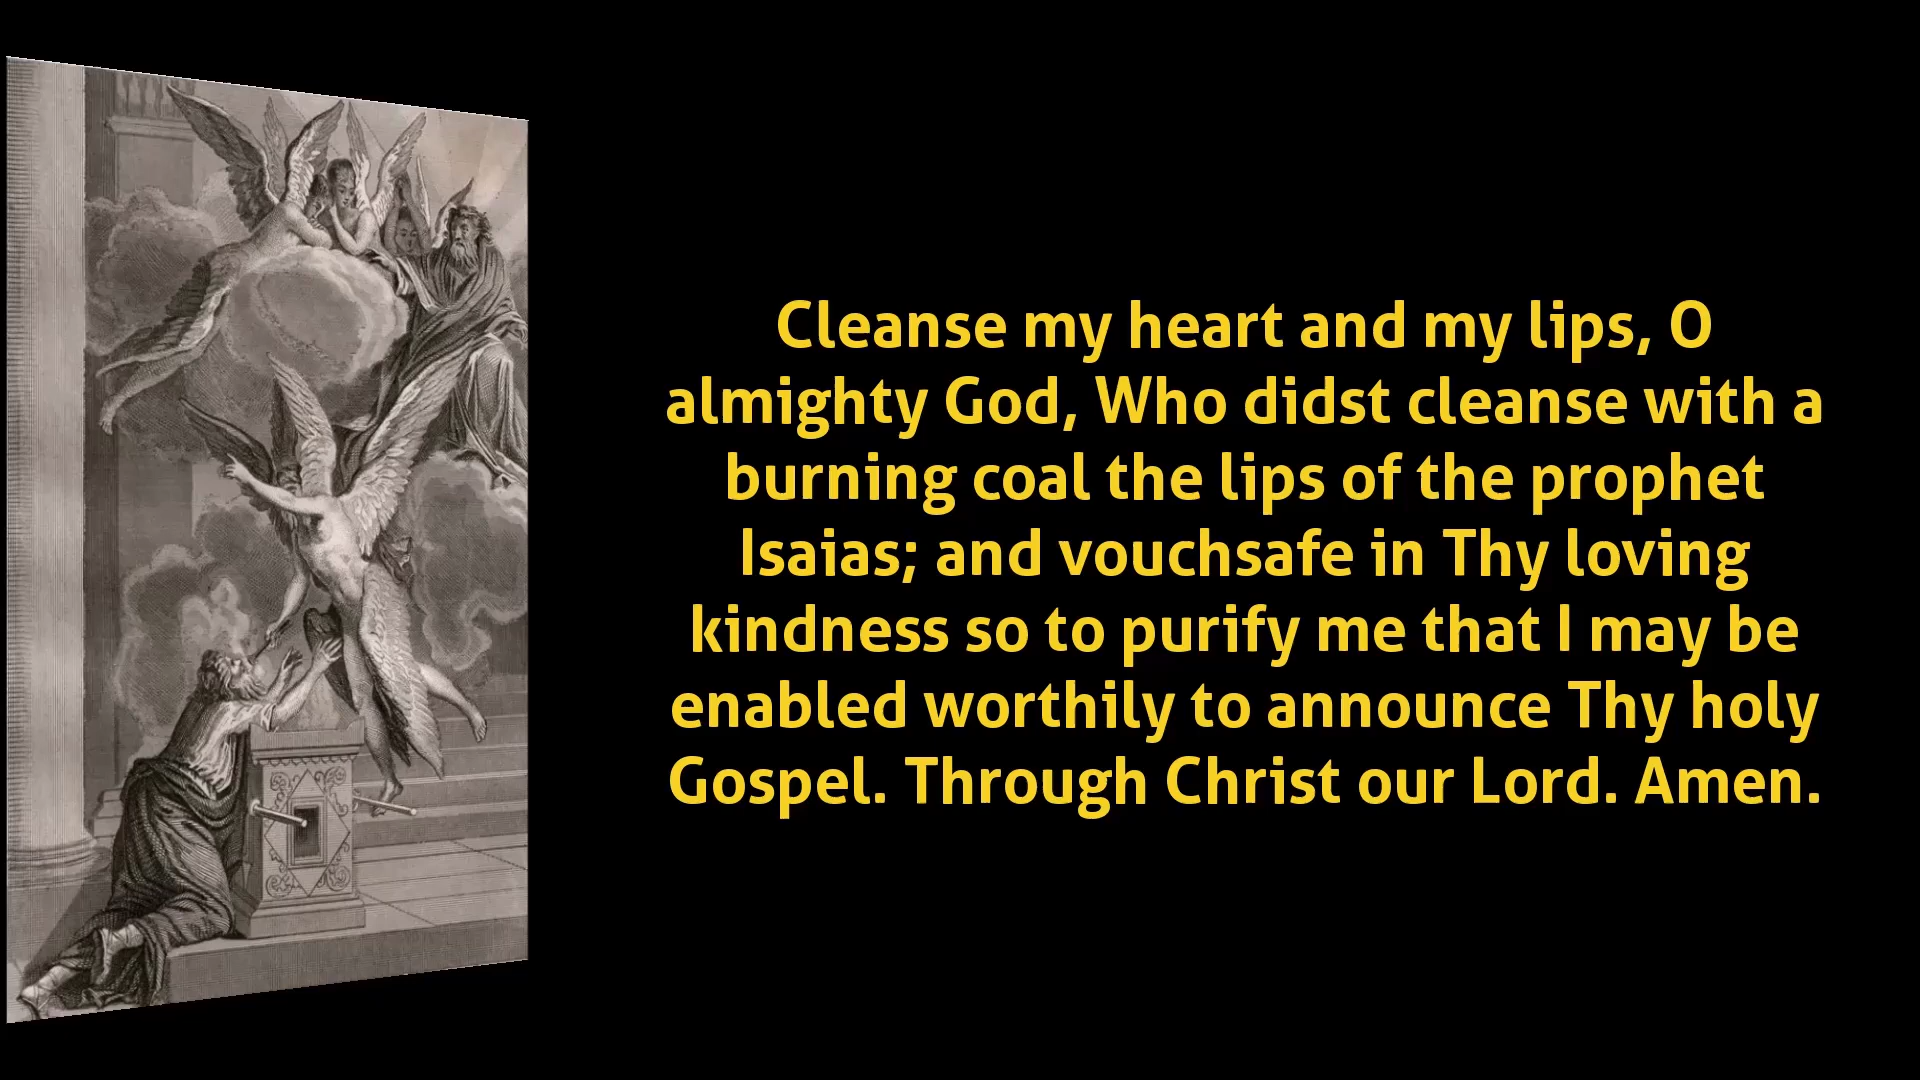 Cleanse my heart and my lips, O
almighty God, Who didst cleanse with a
burning coal the lips of the prophet
Isaias; and vouchsafe in Thy loving
kindness so to purify me that I may be
enabled worthily to announce Thy holy
Gospel. Through Christ our Lord. Amen.